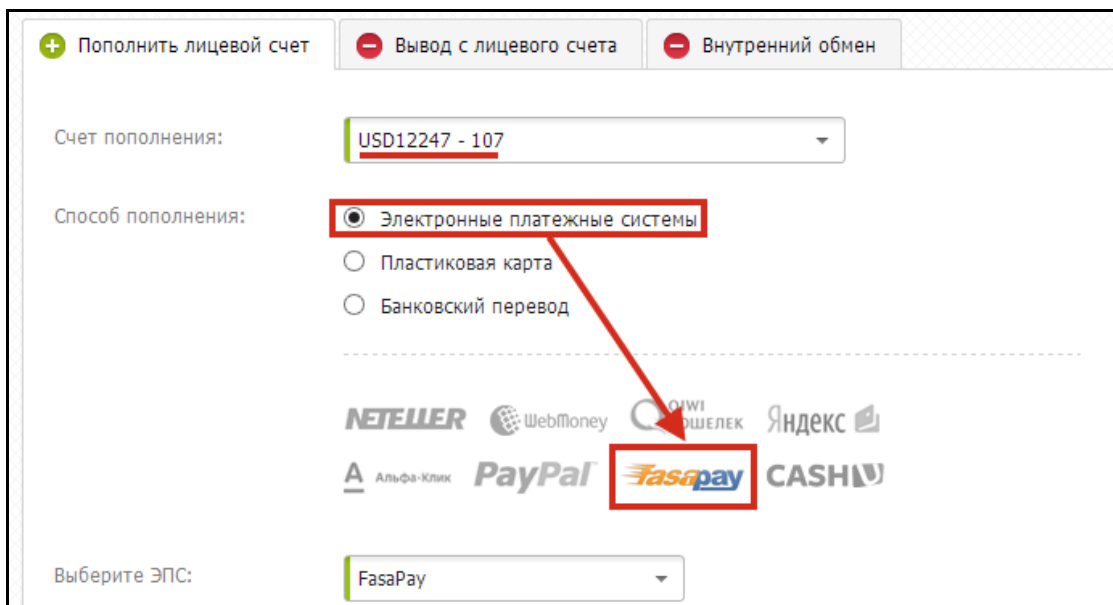 Пополнить лицевой счет
Вывод с лицевого счета
Внутренний обмен
Счет пополнения:
USD12247 - 107
Способ пополнения:
Электронные платежные системы
Пластиковая карта
Банковский перевод
NETELLER WebMoney QIWI Яндекс
А Альфа-Клик PayPal fasapay CASHU
Выберите ЭПС:
FasaPay